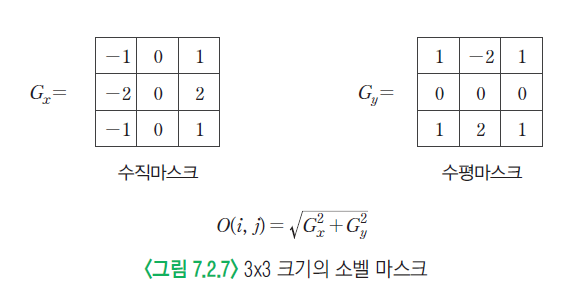 −1 0 1 1 −2 1
Gx= −2 0 2 Gy= 0 0 0
−1 0 1 1 2 1
수직마스크 수평마스크
O(i, j)=√(Gx²+Gy²)
<그림 7.2.7> 3x3 크기의 소벨 마스크